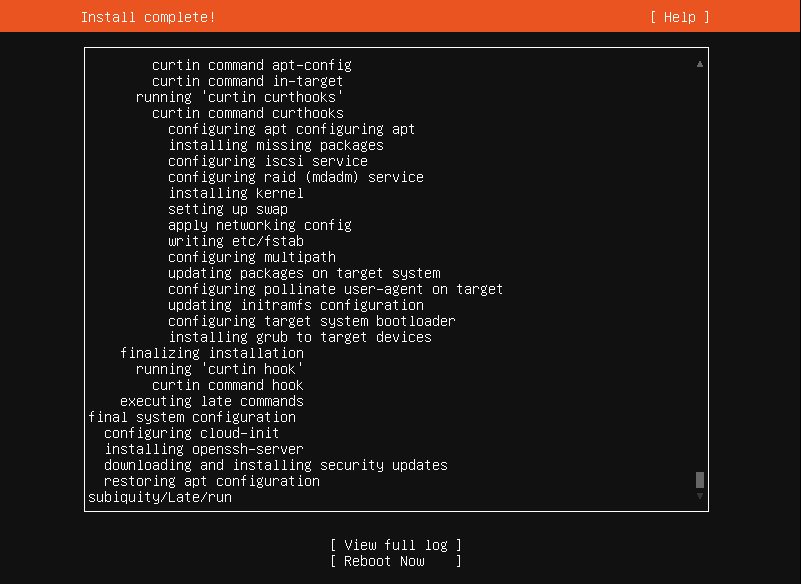 Install complete! [ Help ]
curtin command apt-config
curtin command in-target
running 'curtin curthooks'
curtin command curthooks
configuring apt configuring apt
installing missing packages
configuring iscsi service
configuring raid (mdadm) service
installing kernel
setting up swap
apply networking config
writing etc/fstab
configuring multipath
updating packages on target system
configuring pollinate user-agent on target
updating initramfs configuration
configuring target system bootloader
installing grub to target devices
finalizing installation
running 'curtin hook'
curtin command hook
executing late commands
final system configuration
configuring cloud-init
installing openssh-server
downloading and installing security updates
restoring apt configuration
subiquity/Late/run
[ View full log ]
[ Reboot Now ]